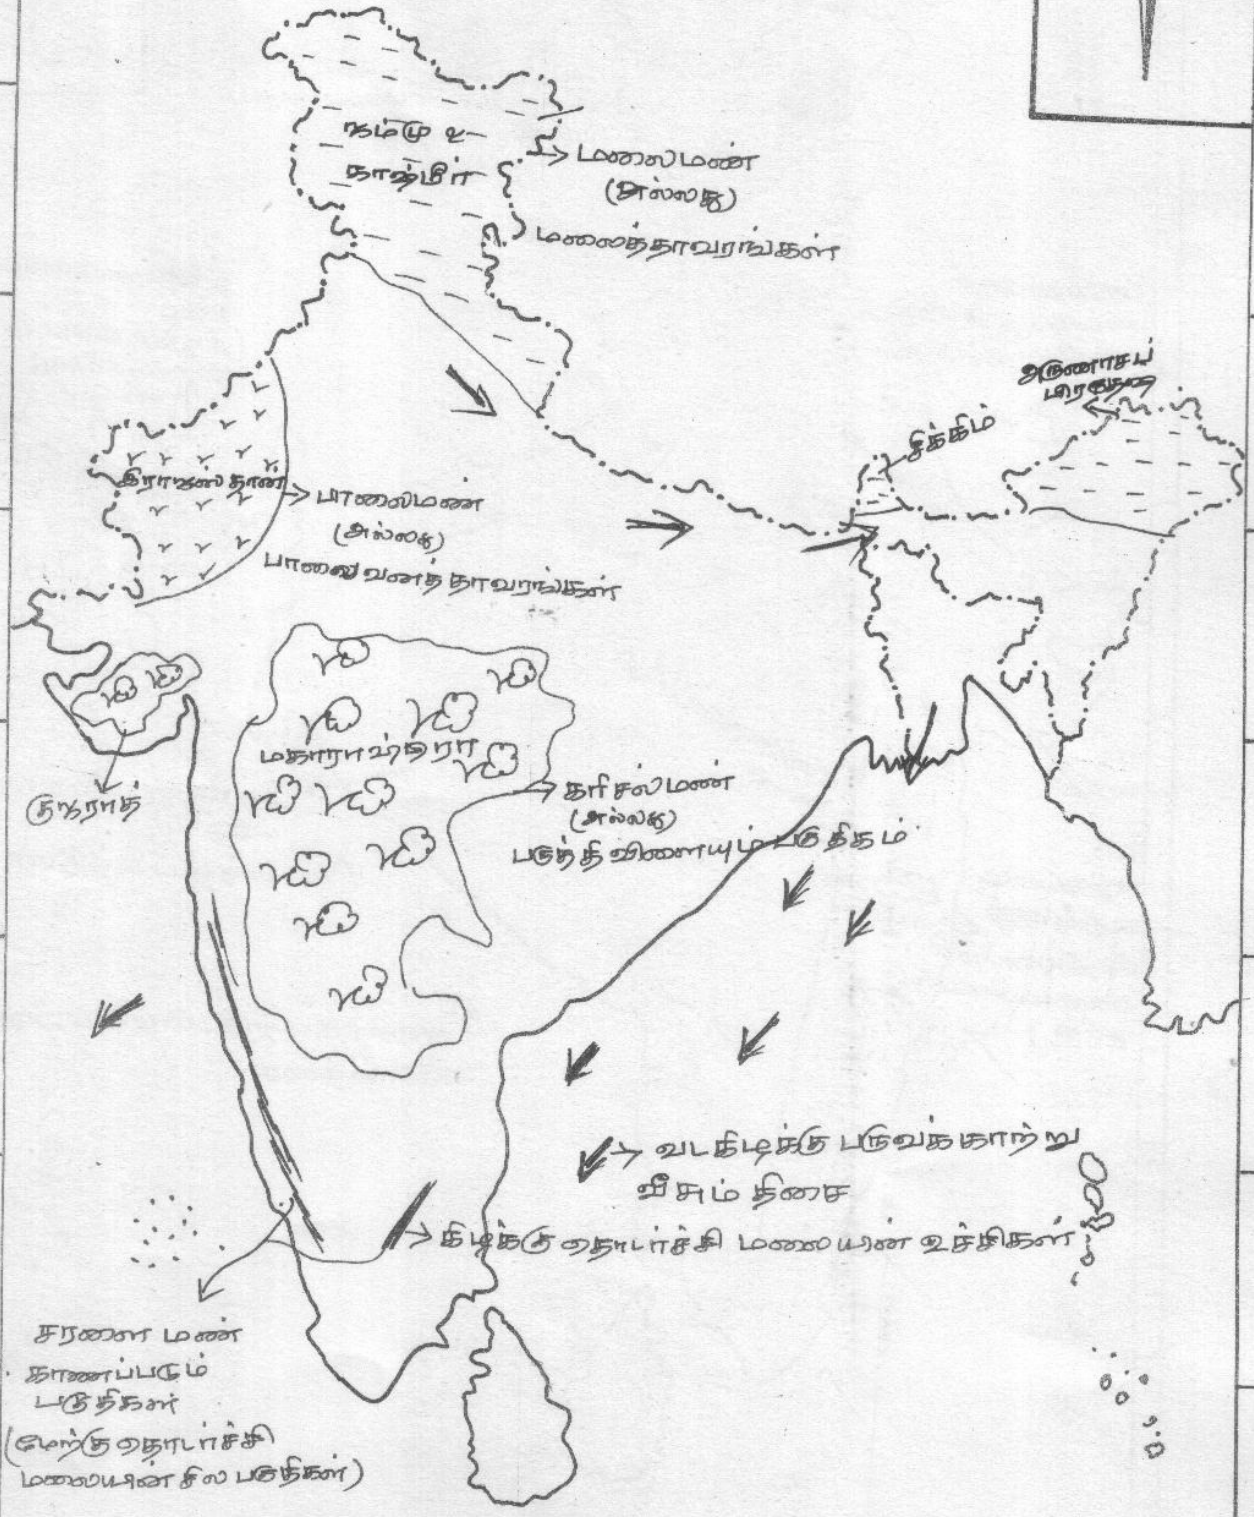 ஜம்மு &
காஷ்மீர்
மலைமண்
(அல்லது)
மலைத்தாவரங்கள்
அருணாசப்
பிரதேசம்
சிக்கிம்
இராஜஸ்தான்
பாலைமண்
(அல்லது)
பாலைவனத் தாவரங்கள்
மகாராஷ்டிரா
குஜராத்
கரிசல்மண்
(அல்லது)
பருத்தி விளையும் பகுதிகம்
வடகிழக்கு பருவக்காற்று
வீசும் திசை
கிழக்கு தொடர்ச்சி மலையின் உச்சிகள்
சரளை மண்
காணப்படும்
பகுதிகள்
(மேற்கு தொடர்ச்சி
மலையின் சில பகுதிகள்)